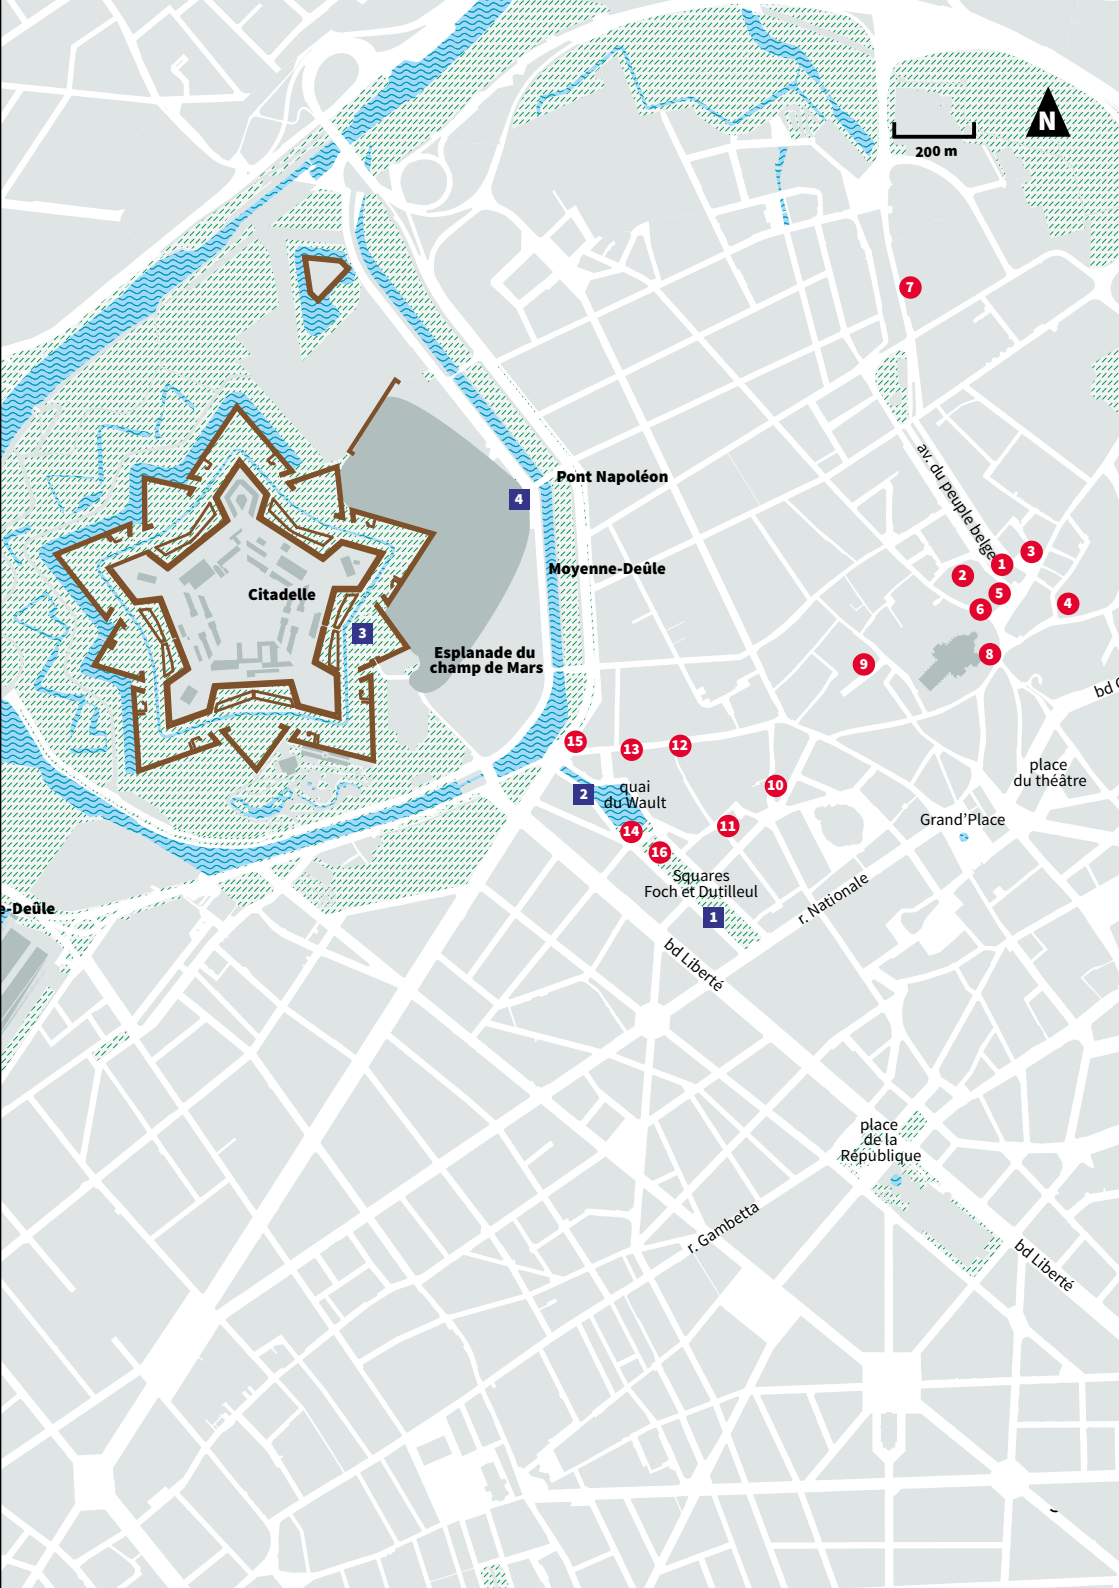 N
200 m
7
av. du peuple belge
Pont Napoléon
4
3
1
Moyenne-Deûle
2
5
4
6
Citadelle
3
8
Esplanade du
champ de Mars
9
bd
15
13
12
place
du théâtre
10
2
quai
du Wault
Grand'Place
11
14
16
Squares
Foch et Dutilleul
r. Nationale
1
e-Deûle
bd Liberté
place
de la
République
r. Gambetta
bd Liberté